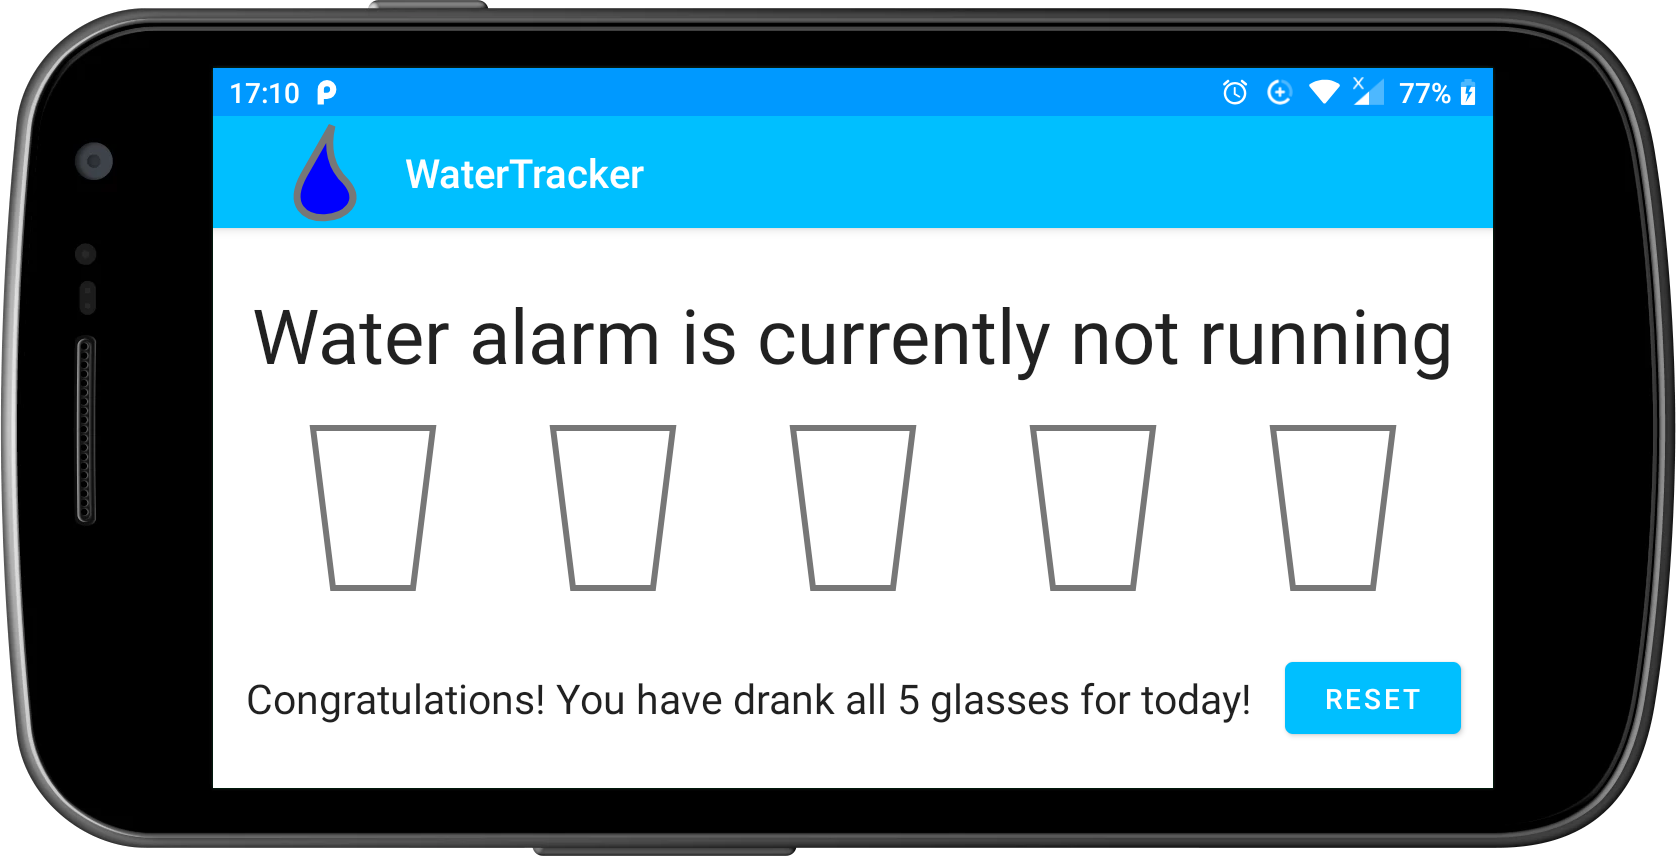 17:10 77%
WaterTracker
Water alarm is currently not running
Congratulations! You have drank all 5 glasses for today! RESET